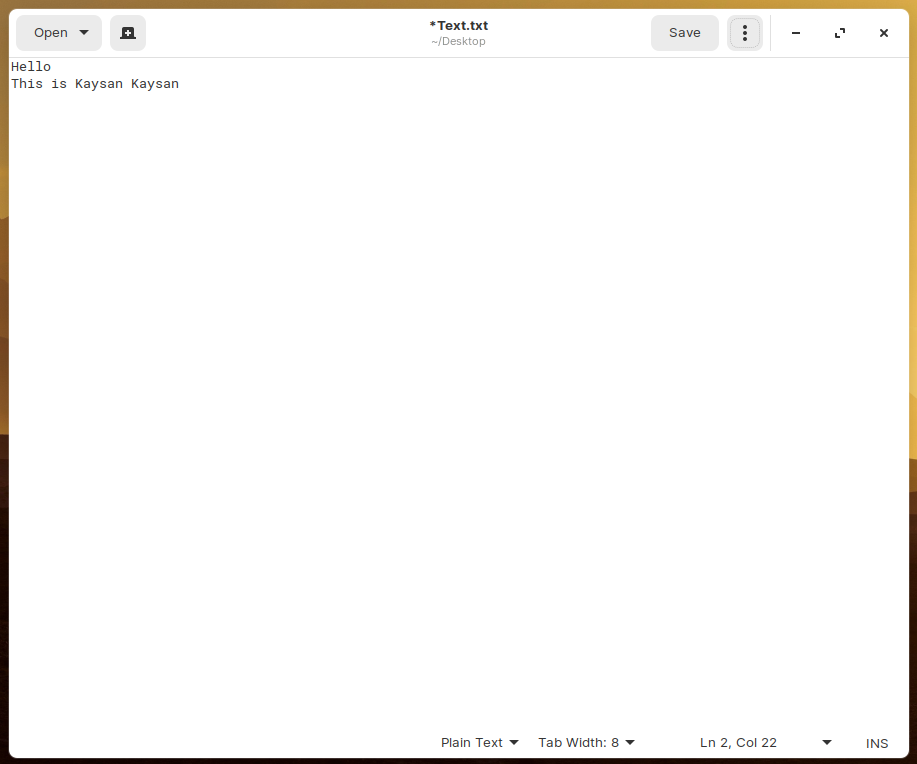 Open
*Text.txt
~/Desktop
Save
Hello
This is Kaysan Kaysan
Plain Text
Tab Width: 8
Ln 2, Col 22
INS